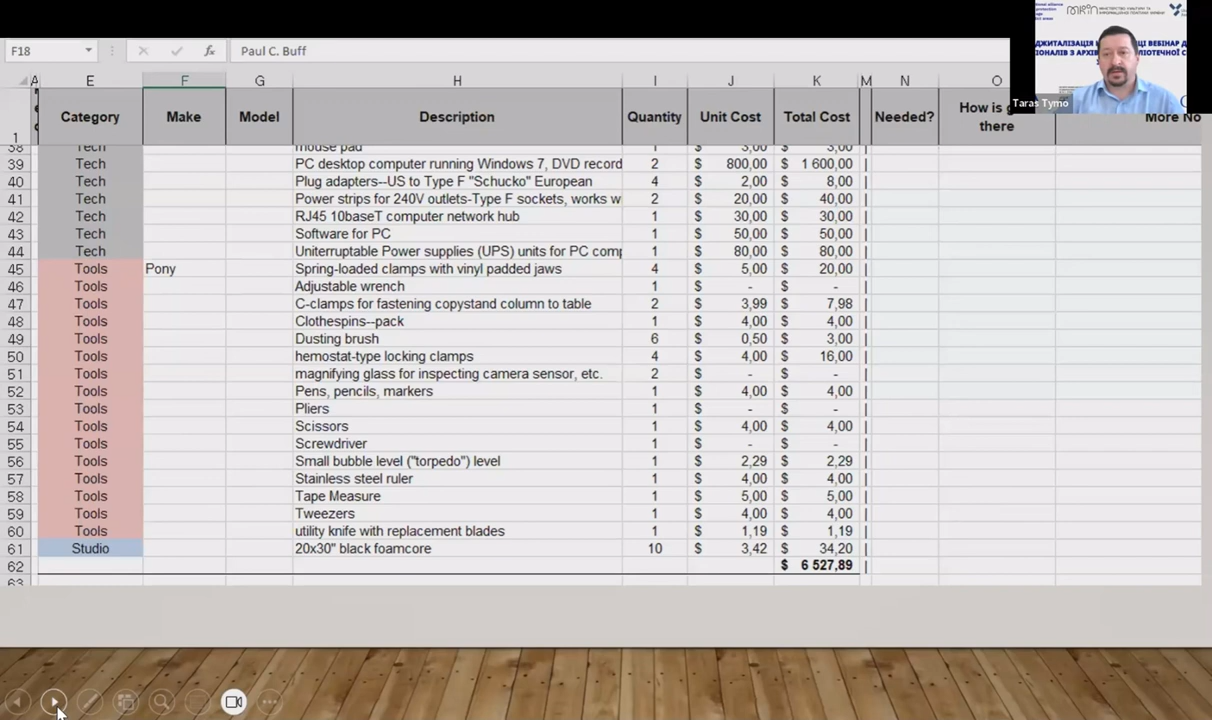 МІНІСТЕРСТВО КУЛЬТУРИ ТА
ІНФОРМАЦІЙНОЇ ПОЛІТИКИ УКРАЇНИ
F18 fx Paul C. Buff
Taras Tymo
A E F G H I J K M N O
1 Category Make Model Description Quantity Unit Cost Total Cost Needed? How is
there More No
38 Tech mouse pad 1 $ 3,00 $ 3,00 |
39 Tech PC desktop computer running Windows 7, DVD record 2 $ 800,00 $ 1 600,00 |
40 Tech Plug adapters--US to Type F "Schucko" European 4 $ 2,00 $ 8,00 |
41 Tech Power strips for 240V outlets-Type F sockets, works w 2 $ 20,00 $ 40,00 |
42 Tech RJ45 10baseT computer network hub 1 $ 30,00 $ 30,00 |
43 Tech Software for PC 1 $ 50,00 $ 50,00 |
44 Tech Uniterruptable Power supplies (UPS) units for PC comp 1 $ 80,00 $ 80,00 |
45 Tools Pony Spring-loaded clamps with vinyl padded jaws 4 $ 5,00 $ 20,00 |
46 Tools Adjustable wrench 1 $ - $ - |
47 Tools C-clamps for fastening copystand column to table 2 $ 3,99 $ 7,98 |
48 Tools Clothespins--pack 1 $ 4,00 $ 4,00 |
49 Tools Dusting brush 6 $ 0,50 $ 3,00 |
50 Tools hemostat-type locking clamps 4 $ 4,00 $ 16,00 |
51 Tools magnifying glass for inspecting camera sensor, etc. 2 $ - $ - |
52 Tools Pens, pencils, markers 1 $ 4,00 $ 4,00 |
53 Tools Pliers 1 $ - $ - |
54 Tools Scissors 1 $ 4,00 $ 4,00 |
55 Tools Screwdriver 1 $ - $ - |
56 Tools Small bubble level ("torpedo") level 1 $ 2,29 $ 2,29 |
57 Tools Stainless steel ruler 1 $ 4,00 $ 4,00 |
58 Tools Tape Measure 1 $ 5,00 $ 5,00 |
59 Tools Tweezers 1 $ 4,00 $ 4,00 |
60 Tools utility knife with replacement blades 1 $ 1,19 $ 1,19 |
61 Studio 20x30" black foamcore 10 $ 3,42 $ 34,20 |
62 $ 6 527,89 |
63